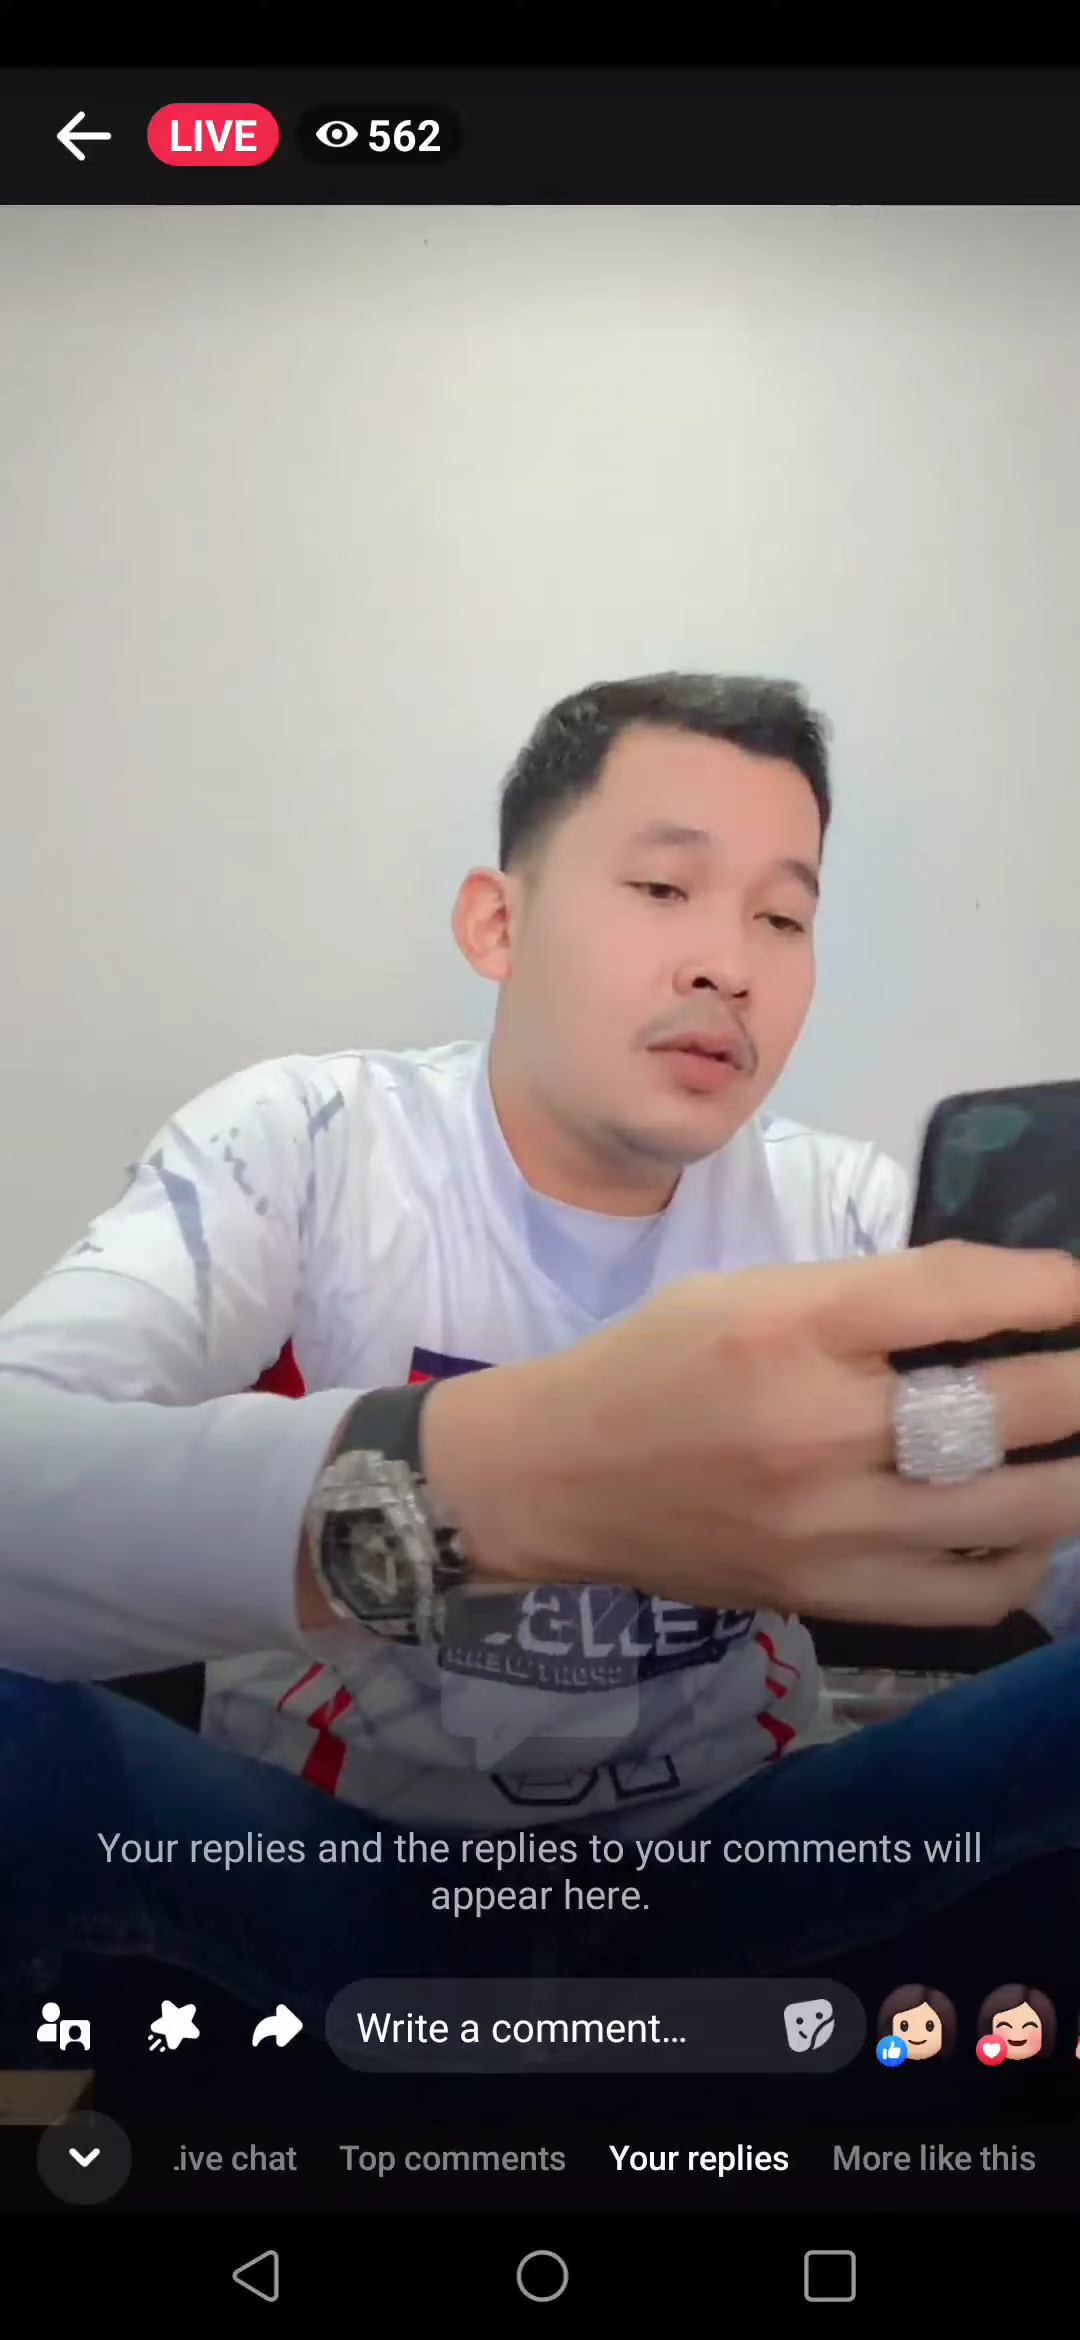 LIVE
562
Your replies and the replies to your comments will
appear here.
Write a comment...
.ive chat
Top comments
Your replies
More like this